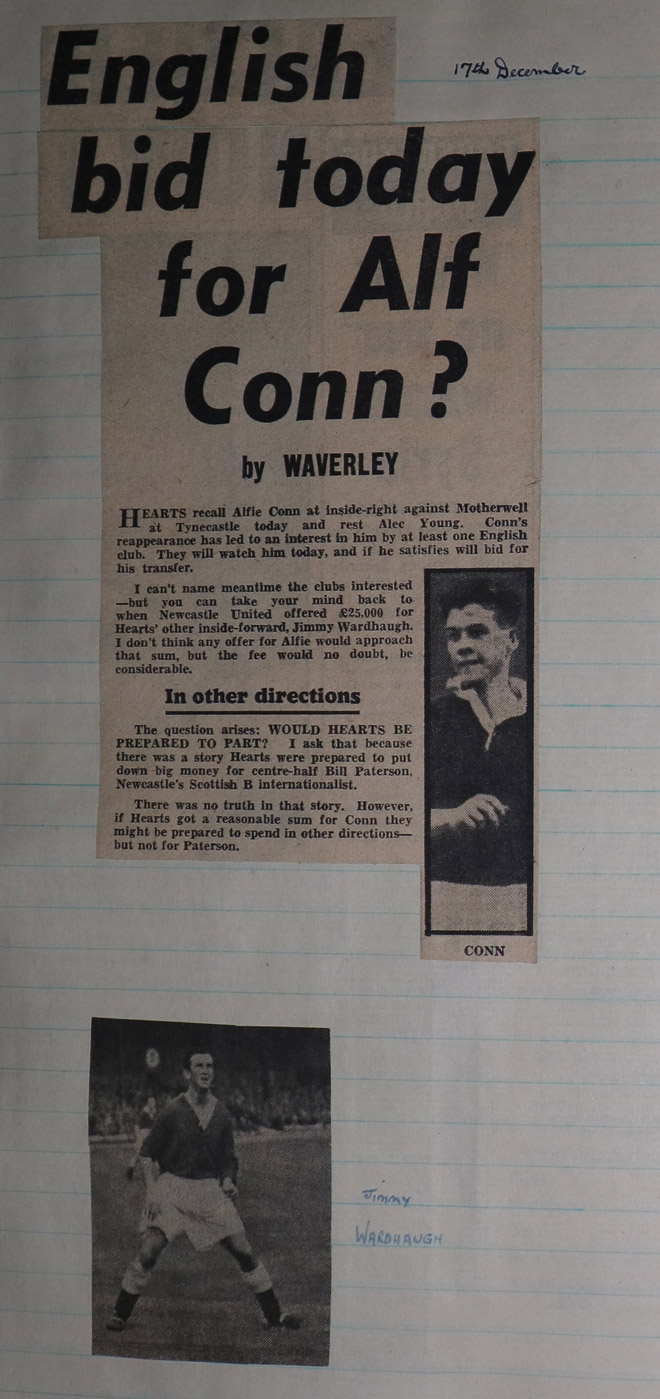 17th December
English
bid today
for Alf
Conn?
by WAVERLEY
HEARTS recall Alfie Conn at inside-right against Motherwell
at Tynecastle today and rest Alec Young. Conn's
reappearance has led to an interest in him by at least one English
club. They will watch him today, and if he satisfies will bid for
his transfer.
I can't name meantime the clubs interested
—but you can take your mind back to
when Newcastle United offered £25,000 for
Hearts' other inside-forward, Jimmy Wardhaugh.
I don't think any offer for Alfie would approach
that sum, but the fee would no doubt, be
considerable.
In other directions
The question arises: WOULD HEARTS BE
PREPARED TO PART? I ask that because
there was a story Hearts were prepared to put
down big money for centre-half Bill Paterson,
Newcastle's Scottish B internationalist.
There was no truth in that story. However,
if Hearts got a reasonable sum for Conn they
might be prepared to spend in other directions—
but not for Paterson.
CONN
Jimmy
WARDHAUGH